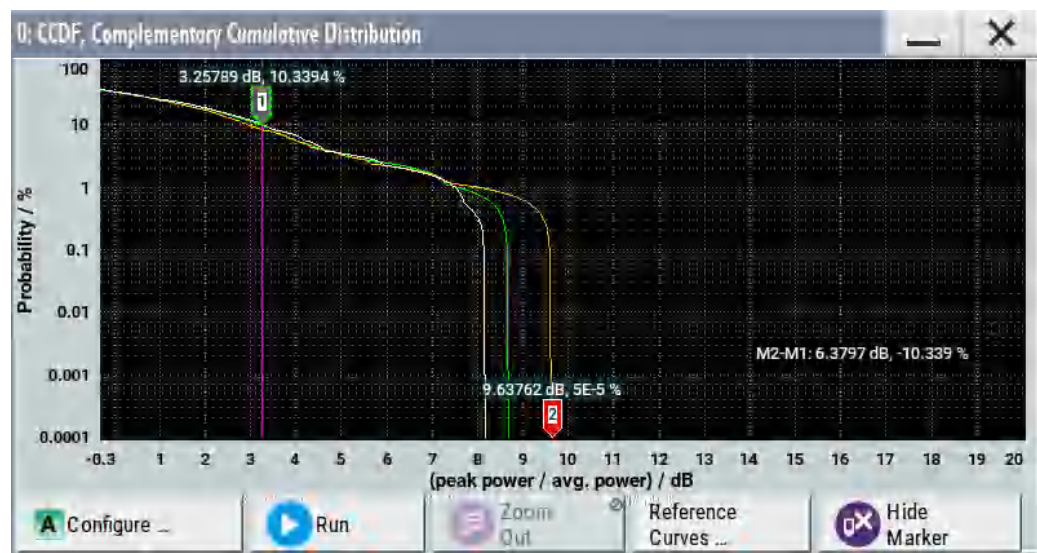 0: CCDF, Complementary Cumulative Distribution
100
3.25789 dB, 10.3394 %
1
10
1
0.1
0.01
0.001
0.0001
Probability / %
M2-M1: 6.3797 dB, -10.339 %
9.63762 dB, 5E-5 %
2
-0.3 1 2 3 4 5 6 7 8 9 10 11 12 13 14 15 16 17 18 19 20
(peak power / avg. power) / dB
A Configure ...
Run
Zoom
Out
Reference
Curves ...
Hide
Marker